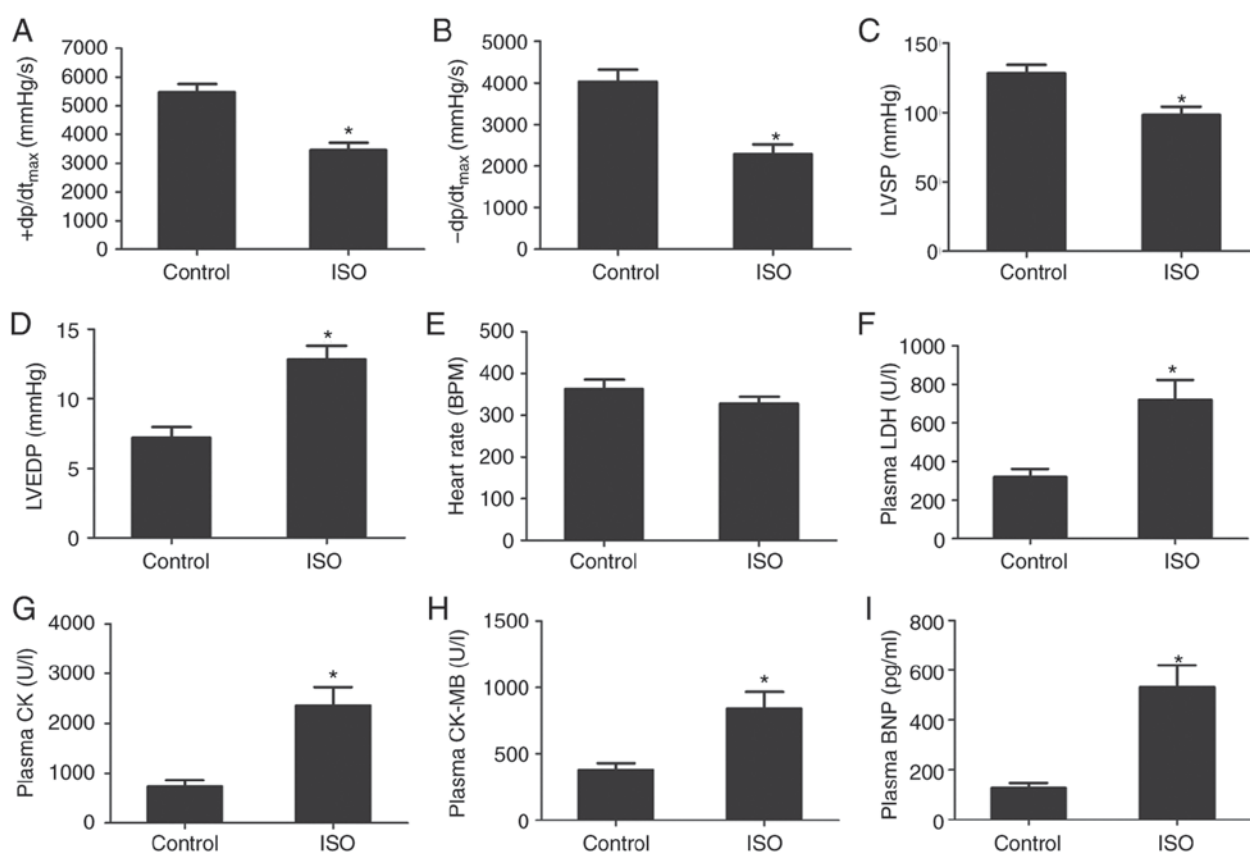 A
+dp/dtmax (mmHg/s)
7000
6000
5000
4000
3000
2000
1000
0
*
Control ISO
B
−dp/dtmax (mmHg/s)
5000
4000
3000
2000
1000
0
*
Control ISO
C
LVSP (mmHg)
150
100
50
0
*
Control ISO
D
LVEDP (mmHg)
15
10
5
0
*
Control ISO
E
Heart rate (BPM)
500
400
300
200
100
0
Control ISO
F
Plasma LDH (U/l)
1000
800
600
400
200
0
*
Control ISO
G
Plasma CK (U/l)
4000
3000
2000
1000
0
*
Control ISO
H
Plasma CK-MB (U/l)
1500
1000
500
0
*
Control ISO
I
Plasma BNP (pg/ml)
800
600
400
200
0
*
Control ISO